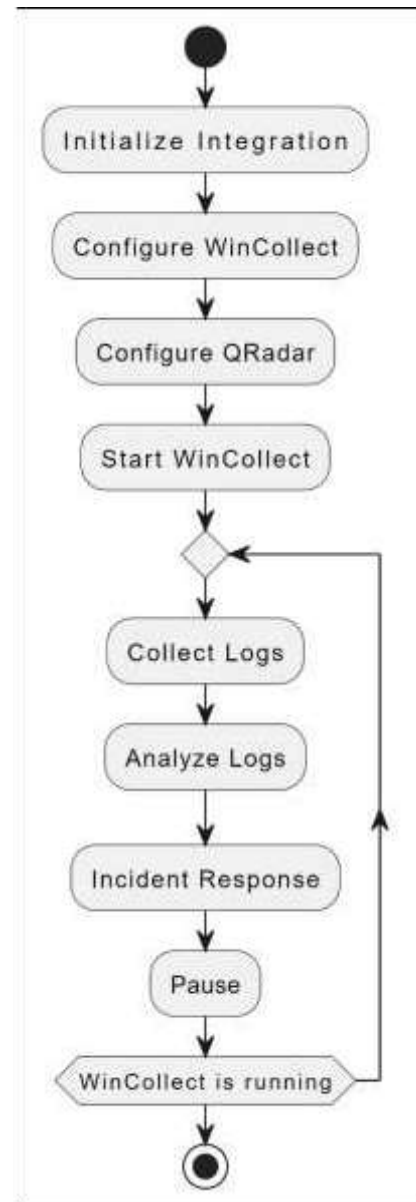 Initialize Integration
Configure WinCollect
Configure QRadar
Start WinCollect
Collect Logs
Analyze Logs
Incident Response
Pause
WinCollect is running